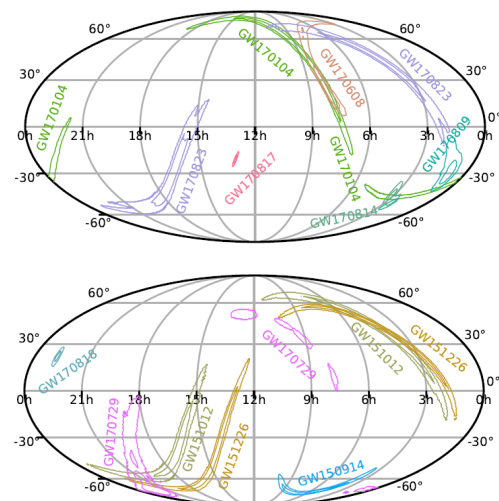 60° 60°
GW170104
GW170608
GW170823
30° 30°
GW170104
0h 21h 18h 15h 12h 9h 6h 3h 0h
0°
GW170809
GW170823
GW170817
GW170104
-30° -30°
GW170814
-60° -60°
60° 60°
GW151226
GW151012
30° 30°
GW170729
GW170818
0h 21h 18h 15h 12h 9h 6h 3h 0h
0°
GW170729
GW151012
GW151226
-30° -30°
GW150914
-60° -60°